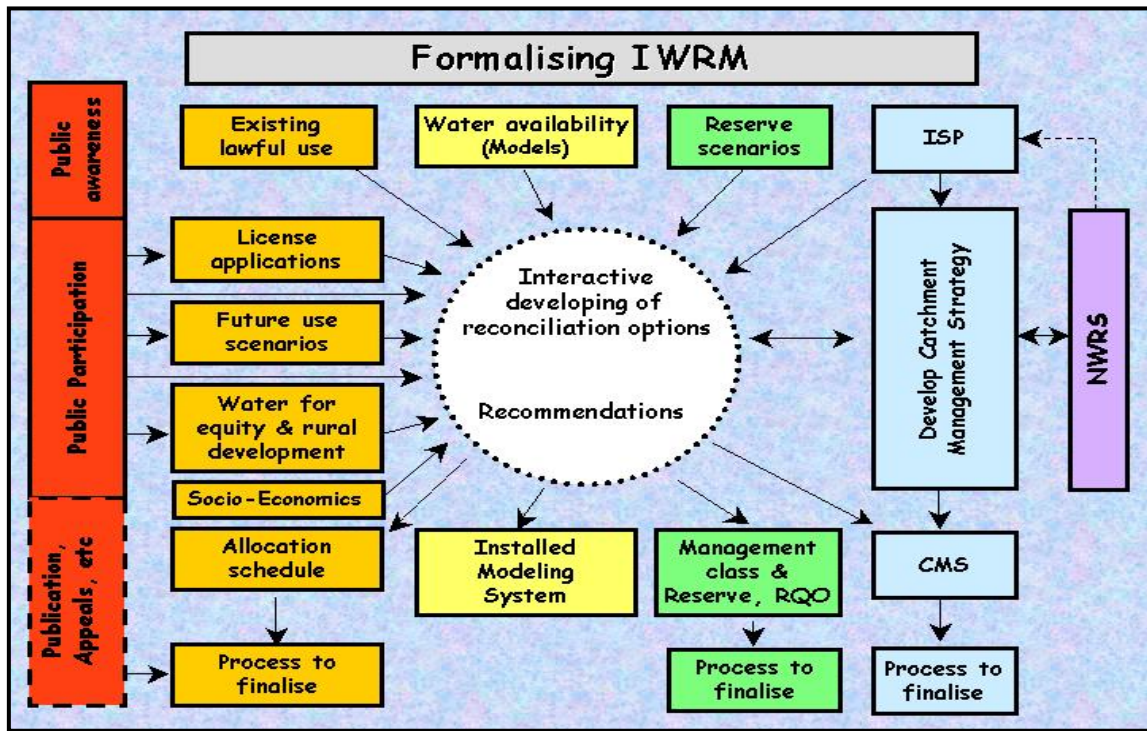 Formalising IWRM
Public
awareness
Public Participation
Publication,
Appeals, etc
Existing
lawful use
Water availability
(Models)
Reserve
scenarios
ISP
License
applications
Future use
scenarios
Water for
equity & rural
development
Socio-Economics
Interactive
developing of
reconciliation options
Recommendations
Develop Catchment
Management Strategy
NWRS
Allocation
schedule
Installed
Modeling
System
Management
class &
Reserve, RQO
CMS
Process to
finalise
Process to
finalise
Process to
finalise